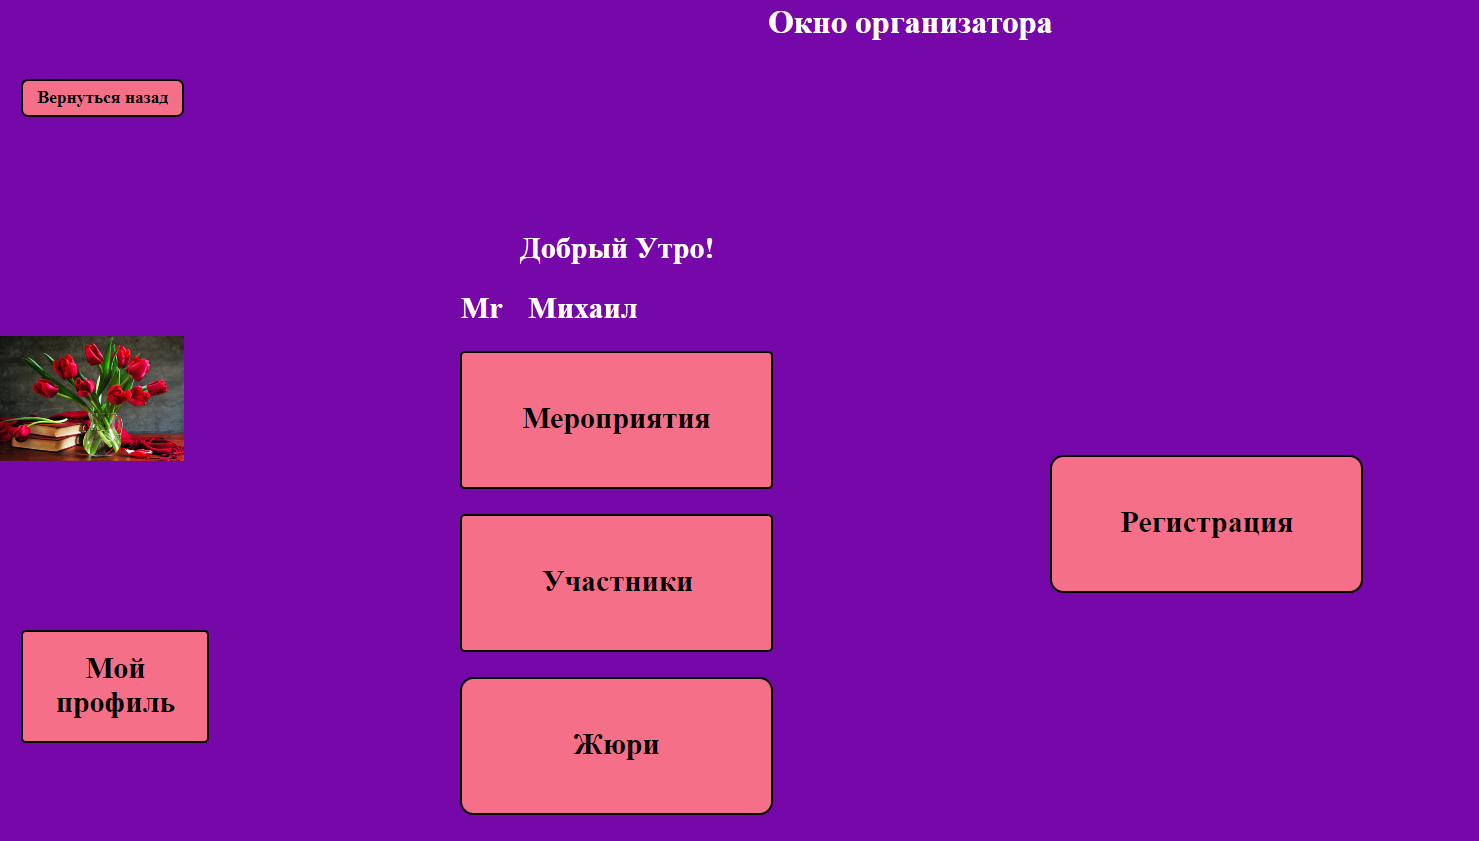 Окно организатора
Вернуться назад
Добрый Утро!
Mr Михаил
Мероприятия
Участники
Жюри
Регистрация
Мой
профиль